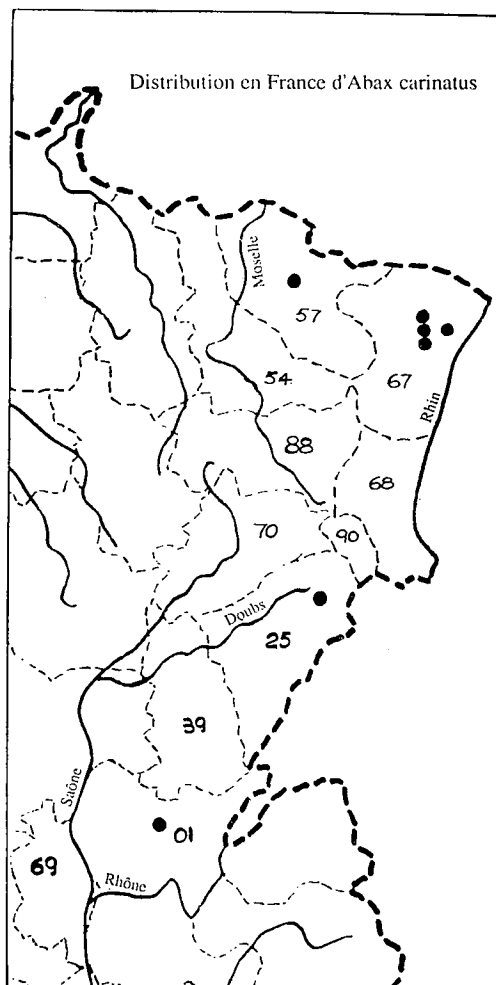 Distribution en France d'Abax carinatus
Moselle
57
54
67
Rhin
88
68
70
90
Doubs
25
39
Saône
01
69
Rhône